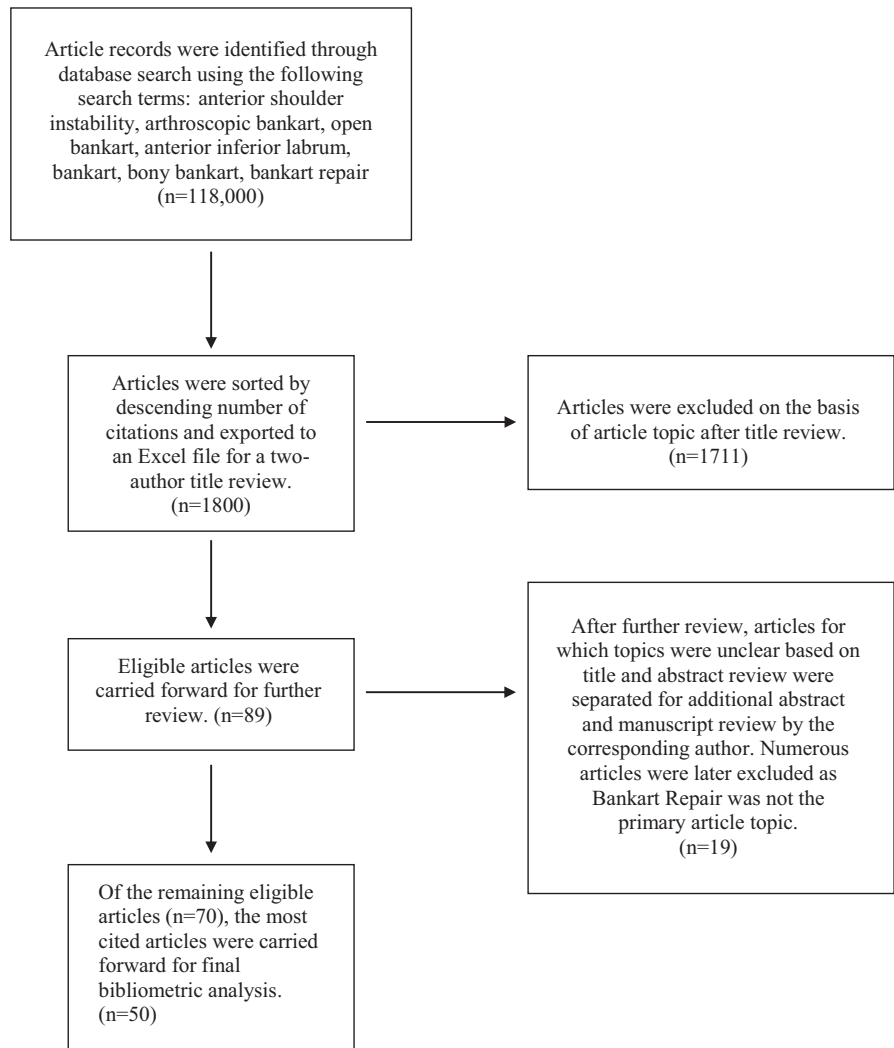 Article records were identified through
database search using the following
search terms: anterior shoulder
instability, arthroscopic bankart, open
bankart, anterior inferior labrum,
bankart, bony bankart, bankart repair
(n=118,000)
Articles were sorted by
descending number of
citations and exported to
an Excel file for a two-
author title review.
(n=1800)
Articles were excluded on the basis
of article topic after title review.
(n=1711)
Eligible articles were
carried forward for further
review. (n=89)
After further review, articles for
which topics were unclear based on
title and abstract review were
separated for additional abstract
and manuscript review by the
corresponding author. Numerous
articles were later excluded as
Bankart Repair was not the
primary article topic.
(n=19)
Of the remaining eligible
articles (n=70), the most
cited articles were carried
forward for final
bibliometric analysis.
(n=50)